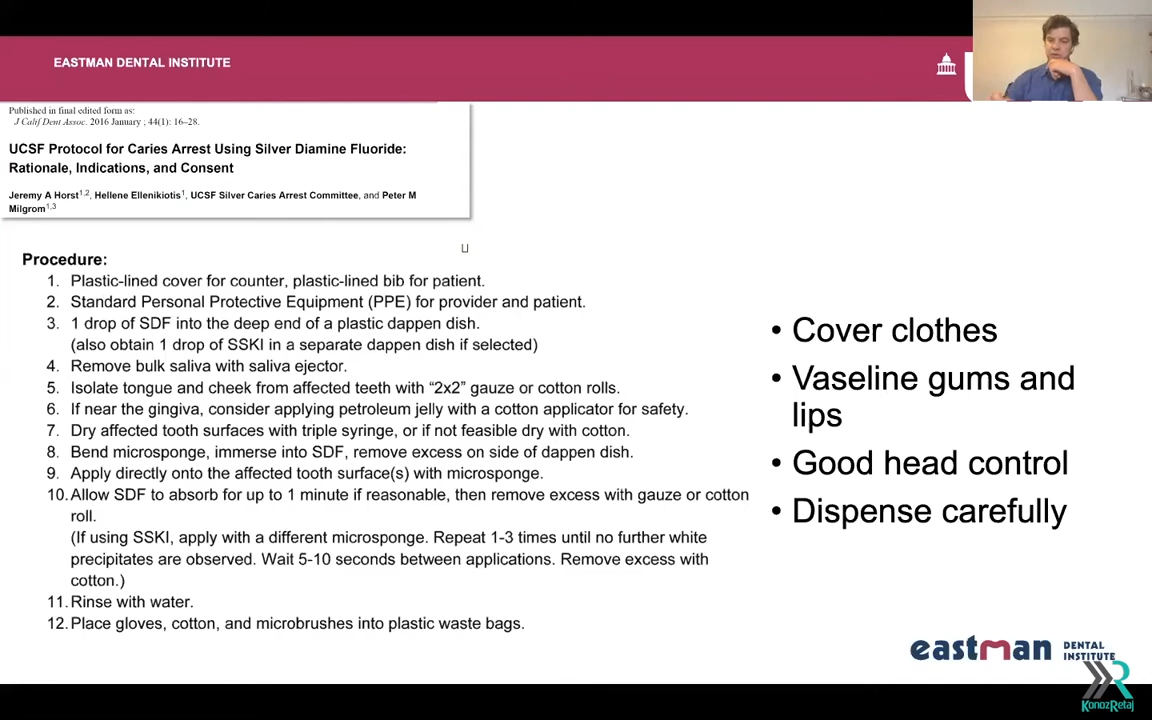 EASTMAN DENTAL INSTITUTE
Published in final edited form as:
J Calif Dent Assoc. 2016 January ; 44(1): 16–28.
UCSF Protocol for Caries Arrest Using Silver Diamine Fluoride:
Rationale, Indications, and Consent
Jeremy A Horst1,2, Hellene Ellenikiotis1, UCSF Silver Caries Arrest Committee, and Peter M
Milgrom1,3
Procedure:
1. Plastic-lined cover for counter, plastic-lined bib for patient.
2. Standard Personal Protective Equipment (PPE) for provider and patient.
3. 1 drop of SDF into the deep end of a plastic dappen dish.
(also obtain 1 drop of SSKI in a separate dappen dish if selected)
4. Remove bulk saliva with saliva ejector.
5. Isolate tongue and cheek from affected teeth with “2x2” gauze or cotton rolls.
6. If near the gingiva, consider applying petroleum jelly with a cotton applicator for safety.
7. Dry affected tooth surfaces with triple syringe, or if not feasible dry with cotton.
8. Bend microsponge, immerse into SDF, remove excess on side of dappen dish.
9. Apply directly onto the affected tooth surface(s) with microsponge.
10. Allow SDF to absorb for up to 1 minute if reasonable, then remove excess with gauze or cotton
roll.
(If using SSKI, apply with a different microsponge. Repeat 1-3 times until no further white
precipitates are observed. Wait 5-10 seconds between applications. Remove excess with
cotton.)
11. Rinse with water.
12. Place gloves, cotton, and microbrushes into plastic waste bags.
• Cover clothes
• Vaseline gums and
lips
• Good head control
• Dispense carefully
eastman DENTAL
INSTITUTE
KonozRetaj